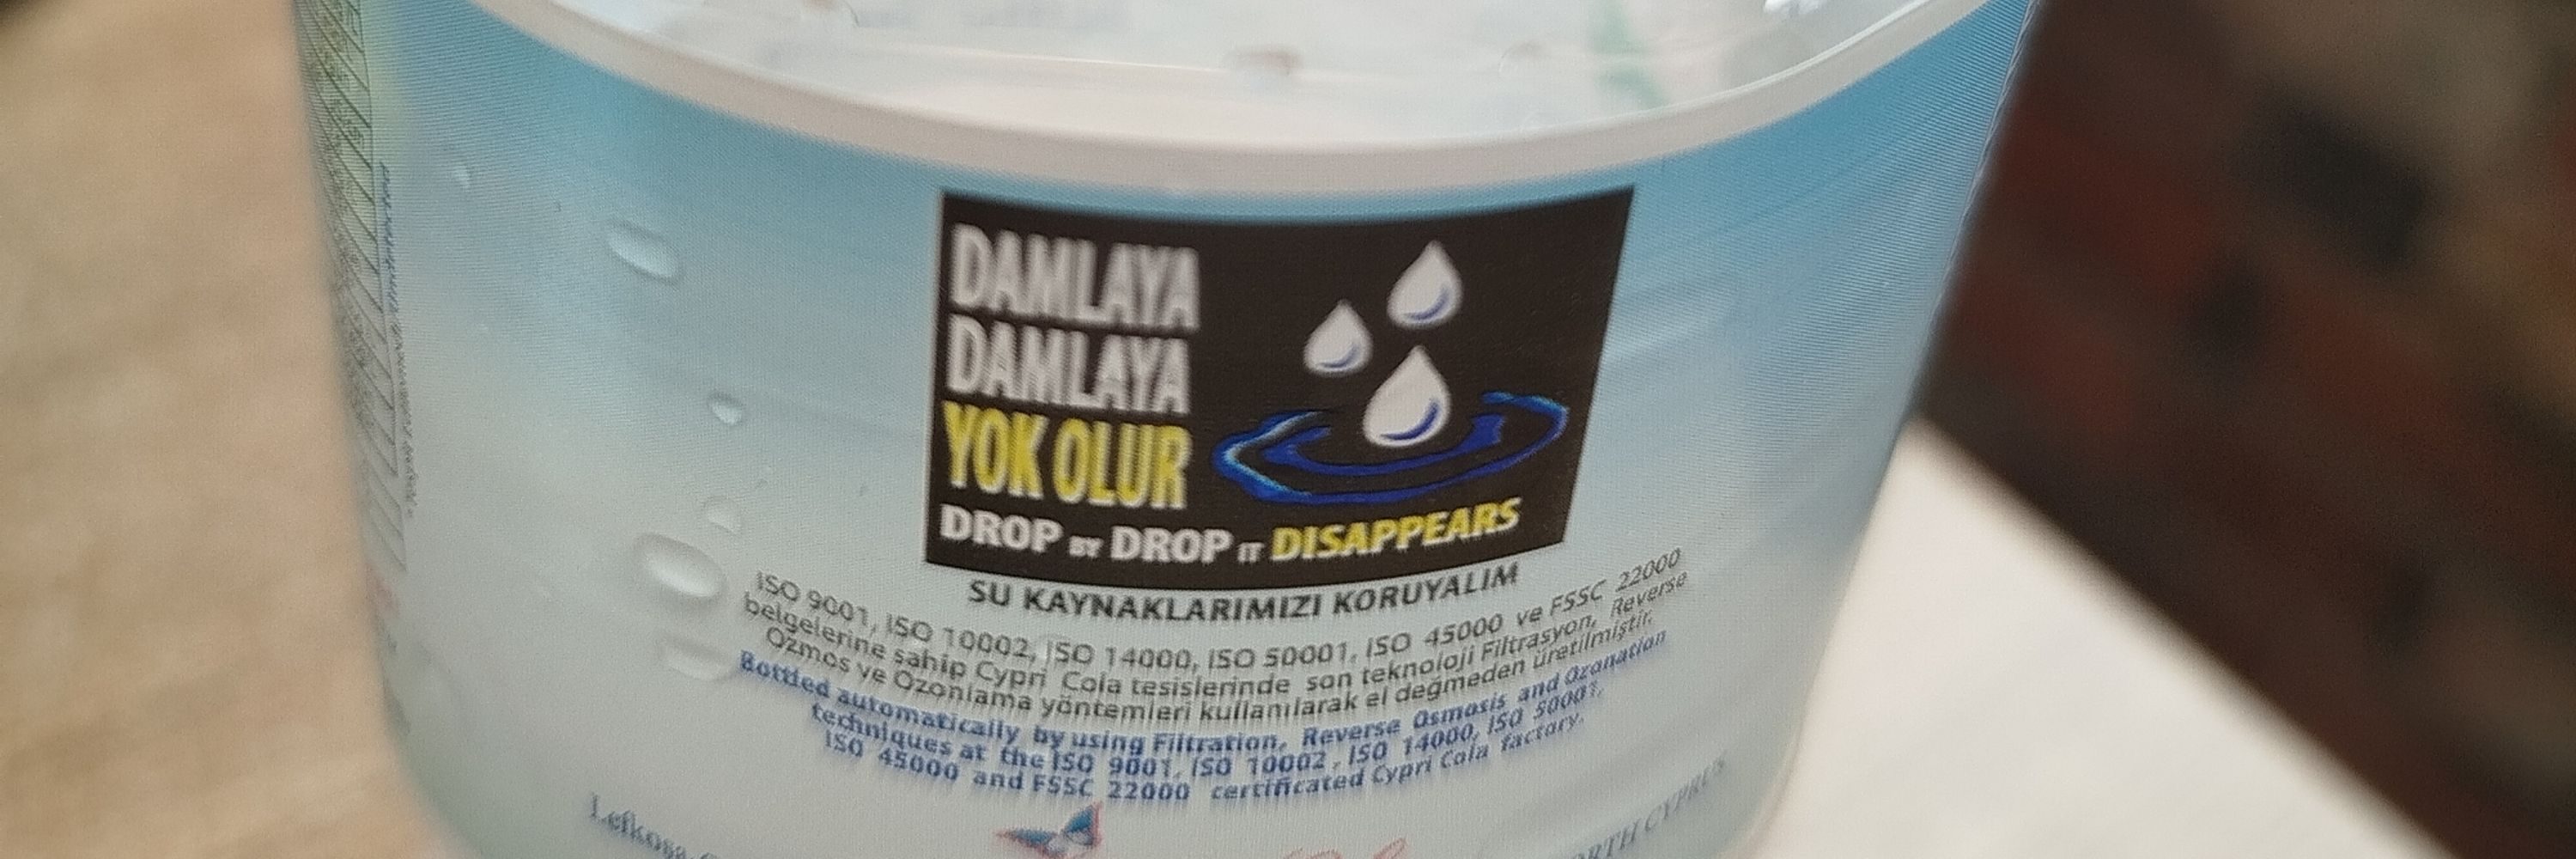 DAMLAYA
DAMLAYA
YOK OLUR
DROP BY DROP IT DISAPPEARS
SU KAYNAKLARIMIZI KORUYALIM
ISO 9001, ISO 10002, ISO 14000, ISO 50001, ISO 45000 ve FSSC 22000
belgelerine sahip Cypri Cola tesislerinde son teknoloji Filtrasyon, Reverse
Ozmos ve Ozonlama yöntemleri kullanılarak el değmeden üretilmiştir.
Bottled automatically by using Filtration, Reverse Osmosis and Ozonation
techniques at the ISO 9001, ISO 10002, ISO 14000, ISO 50001,
ISO 45000 and FSSC 22000 certificated Cypri Cola factory.
Lefkoşa
NORTH CYPRUS